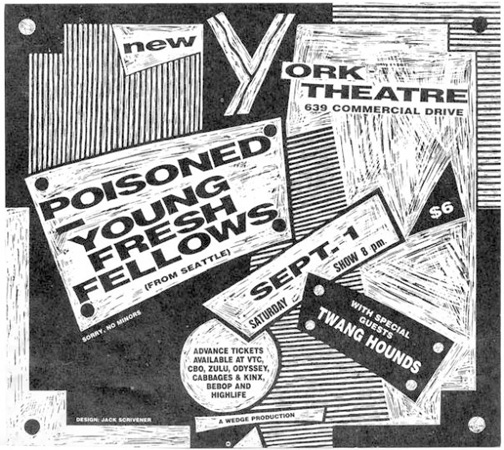 new
YORK
THEATRE
639 COMMERCIAL DRIVE
$6
POISONED
–
YOUNG
FRESH
FELLOWS
(FROM SEATTLE)
SORRY, NO MINORS
SEPT. 1
SATURDAY
SHOW 8 pm.
WITH SPECIAL
GUESTS
TWANG HOUNDS
ADVANCE TICKETS
AVAILABLE AT VTC,
CBO, ZULU, ODYSSEY,
CABBAGES & KINX,
BEBOP AND
HIGHLIFE
A WEDGE PRODUCTION
DESIGN: JACK SCRIVENER